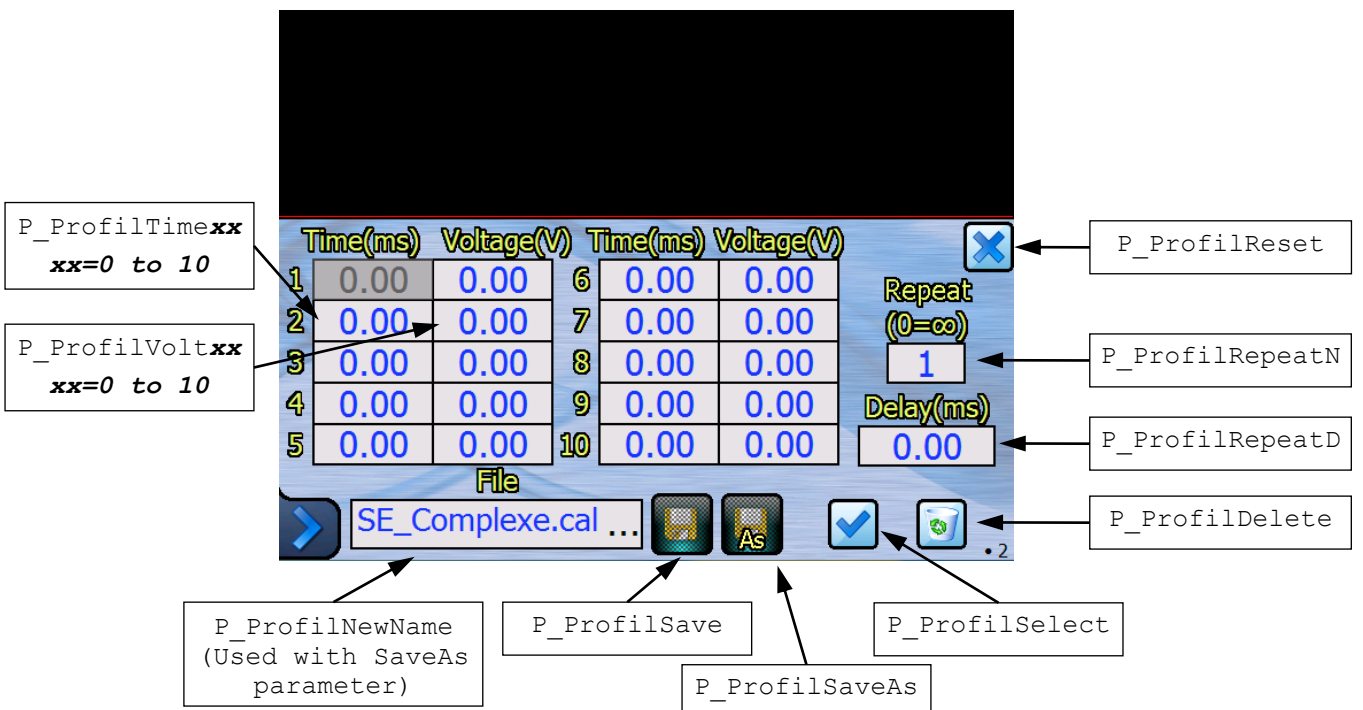 P_ProfilTimexx
xx=0 to 10
P_ProfilVoltxx
xx=0 to 10
Time(ms) Voltage(V) Time(ms) Voltage(V)
1 0.00 0.00 6 0.00 0.00
2 0.00 0.00 7 0.00 0.00
3 0.00 0.00 8 0.00 0.00
4 0.00 0.00 9 0.00 0.00
5 0.00 0.00 10 0.00 0.00
Repeat
(0=∞)
1
Delay(ms)
0.00
File
SE_Complexe.cal ...
As
• 2
P_ProfilReset
P_ProfilRepeatN
P_ProfilRepeatD
P_ProfilDelete
P_ProfilNewName
(Used with SaveAs
parameter)
P_ProfilSave
P_ProfilSaveAs
P_ProfilSelect